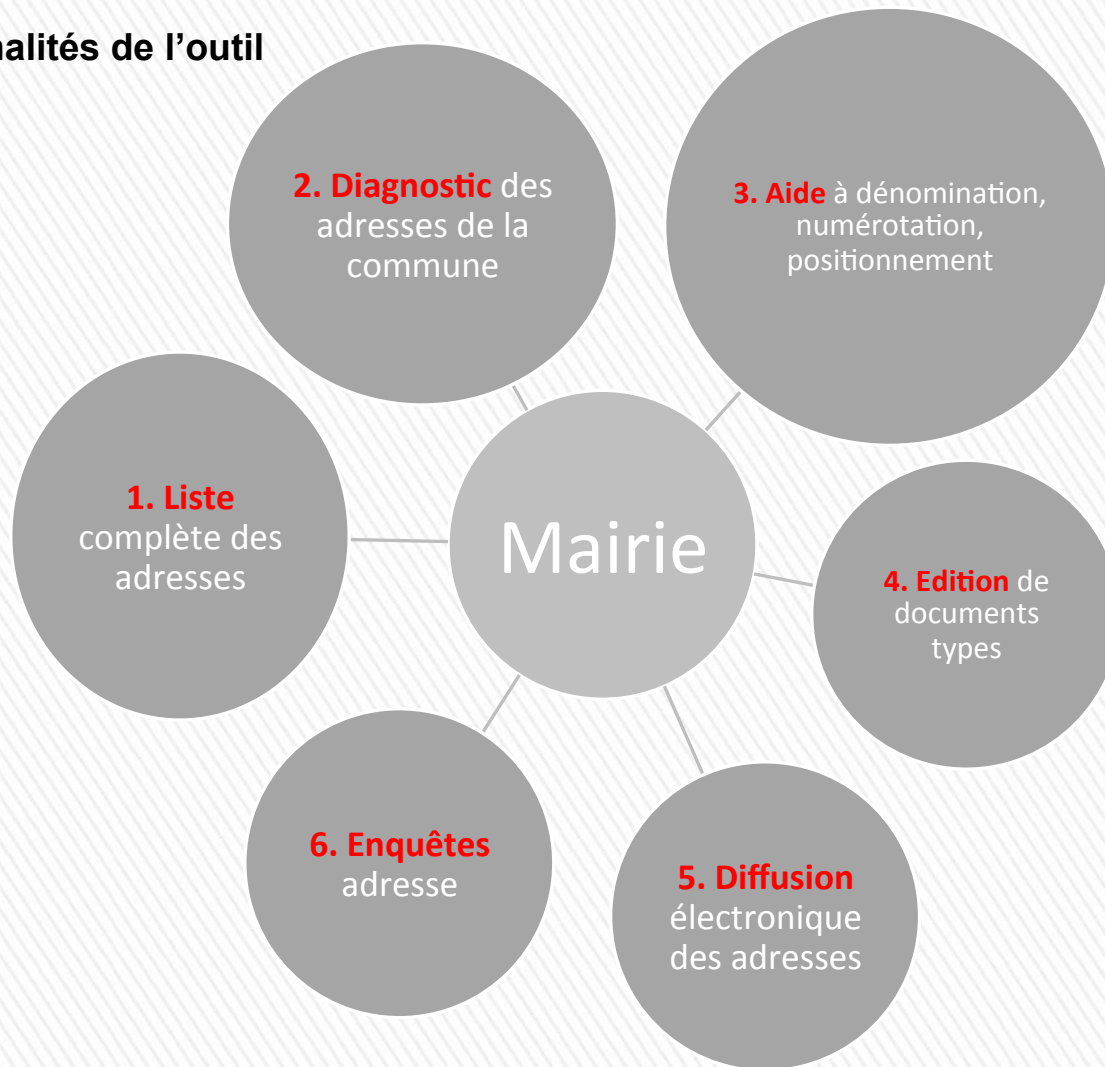 nalités de l’outil
1. Liste
complète des
adresses
2. Diagnostic des
adresses de la
commune
3. Aide à dénomination,
numérotation,
positionnement
Mairie
4. Edition de
documents
types
5. Diffusion
électronique
des adresses
6. Enquêtes
adresse